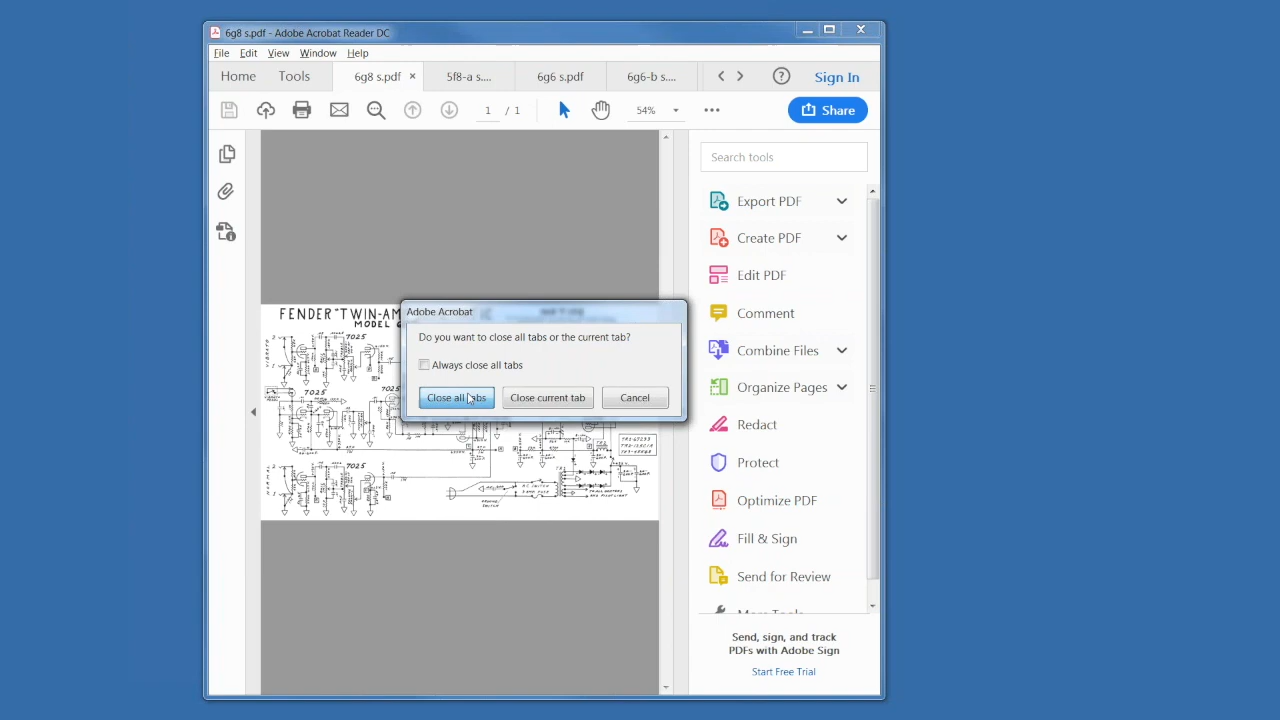 6g8 s.pdf - Adobe Acrobat Reader DC
File Edit View Window Help
Home Tools 6g8 s.pdf × 5f8-a s.... 6g6 s.pdf 6g6-b s.... Sign In
1 / 1 54% Share
Search tools
Export PDF
Create PDF
Edit PDF
Comment
Combine Files
Organize Pages
Redact
Protect
Optimize PDF
Fill & Sign
Send for Review
More Tools
Send, sign, and track
PDFs with Adobe Sign
Start Free Trial
FENDER "TWIN-AM
MODEL 6
7025
7025
7025
Adobe Acrobat
Do you want to close all tabs or the current tab?
Always close all tabs
Close all tabs Close current tab Cancel